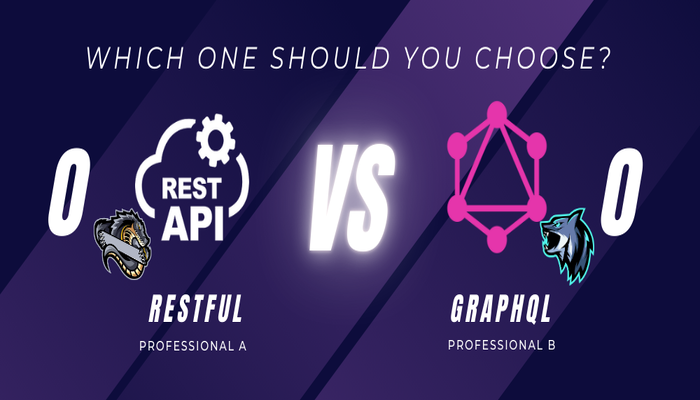 WHICH ONE SHOULD YOU CHOOSE?
0
REST
API
VS
0
RESTFUL
GRAPHQL
PROFESSIONAL A
PROFESSIONAL B